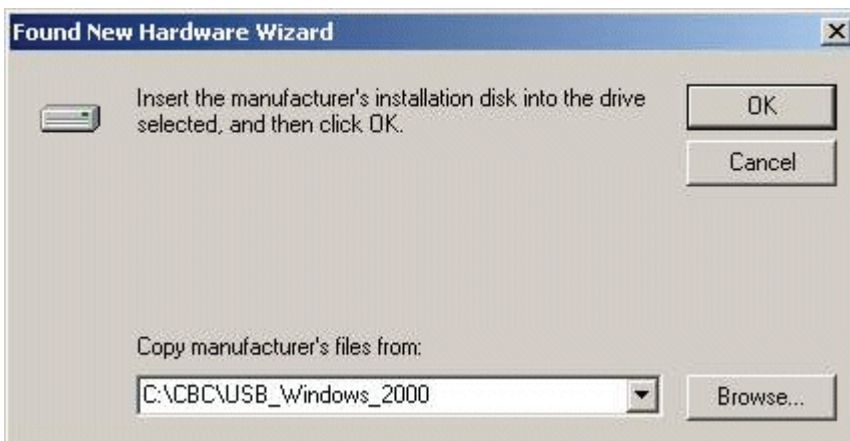 Found New Hardware Wizard
Insert the manufacturer's installation disk into the drive
selected, and then click OK.
OK
Cancel
Copy manufacturer's files from:
C:\CBC\USB_Windows_2000
Browse...